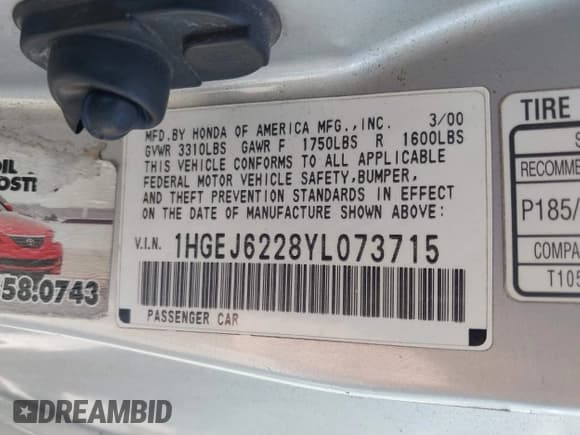 MFD.BY HONDA OF AMERICA MFG.,INC. 3/00
GVWR 3310LBS GAWR F 1750LBS R 1600LBS
THIS VEHICLE CONFORMS TO ALL APPLICABLE
FEDERAL MOTOR VEHICLE SAFETY,BUMPER,
AND THEFT PREVENTION STANDARDS IN EFFECT
ON THE DATE OF MANUFACTURE SHOWN ABOVE:
V.I.N. 1HGEJ6228YL073715
PASSENGER CAR
OIL
OST!
58.0743
TIRE
S
RECOMME
P185/
COMPA
T105
DREAMBID